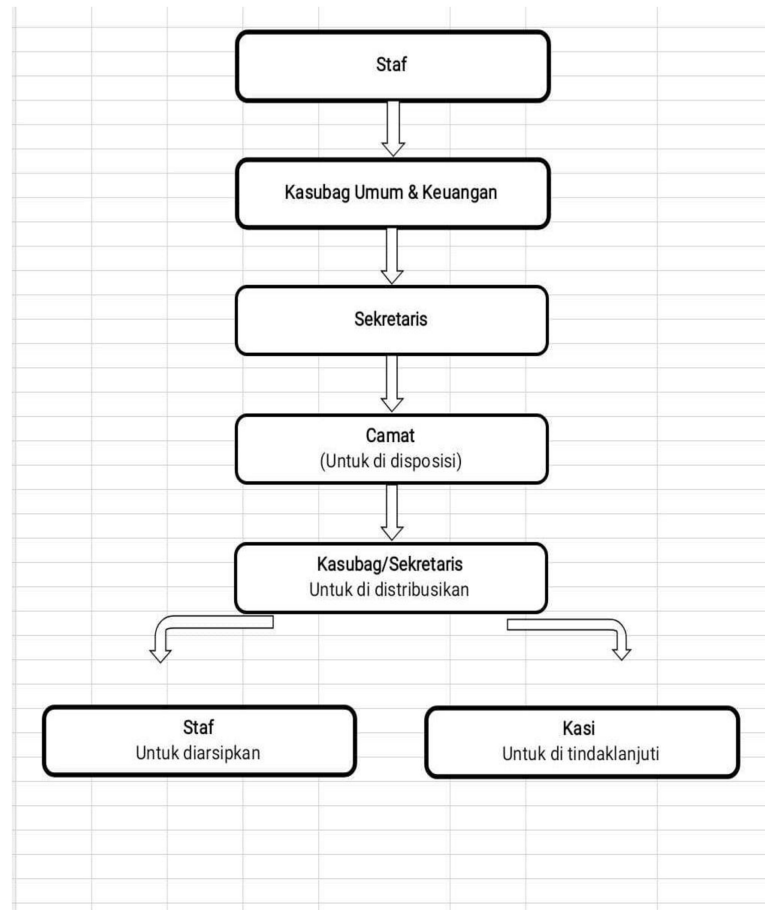 Staf
Kasubag Umum & Keuangan
Sekretaris
Camat
(Untuk di disposisi)
Kasubag/Sekretaris
Untuk di distribusikan
Staf
Untuk diarsipkan
Kasi
Untuk di tindaklanjuti